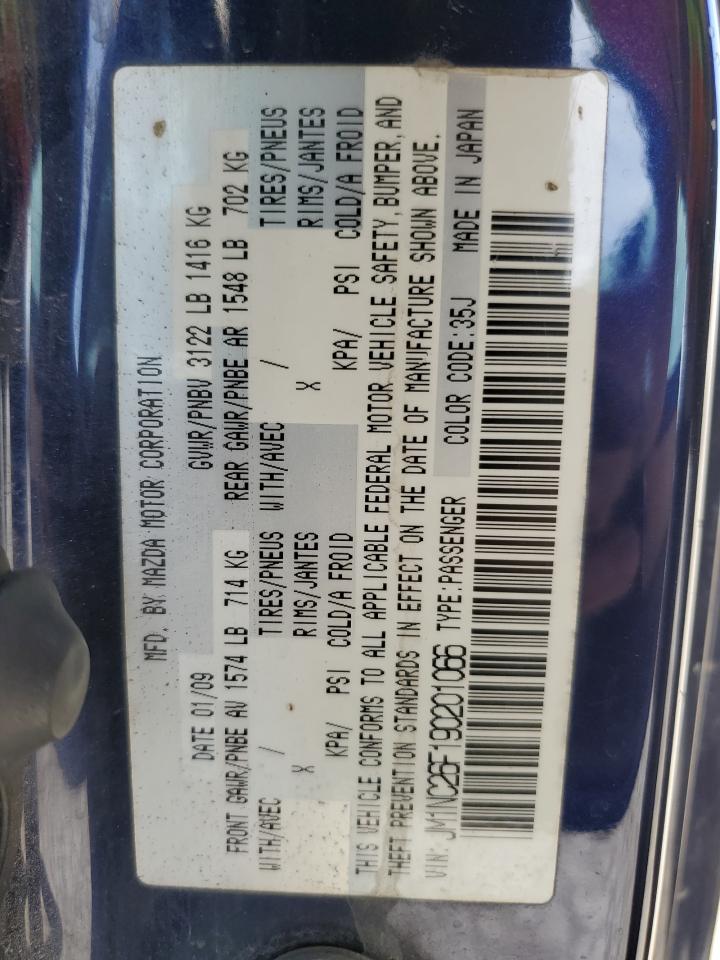 MFD. BY MAZDA MOTOR CORPORATION
DATE 01/09 GVWR/PNBV 3122 LB 1416 KG
FRONT GAWR/PNBE AV 1574 LB 714 KG REAR GAWR/PNBE AR 1548 LB 702 KG
WITH/AVEC / TIRES/PNEUS WITH/AVEC / TIRES/PNEUS
X RIMS/JANTES X RIMS/JANTES
KPA/ PSI COLD/A FROID KPA/ PSI COLD/A FROID
THIS VEHICLE CONFORMS TO ALL APPLICABLE FEDERAL MOTOR VEHICLE SAFETY, BUMPER, AND
THEFT PREVENTION STANDARDS IN EFFECT ON THE DATE OF MANUFACTURE SHOWN ABOVE.
VIN: JM1NC26F190201066 TYPE:PASSENGER COLOR CODE:35J MADE IN JAPAN